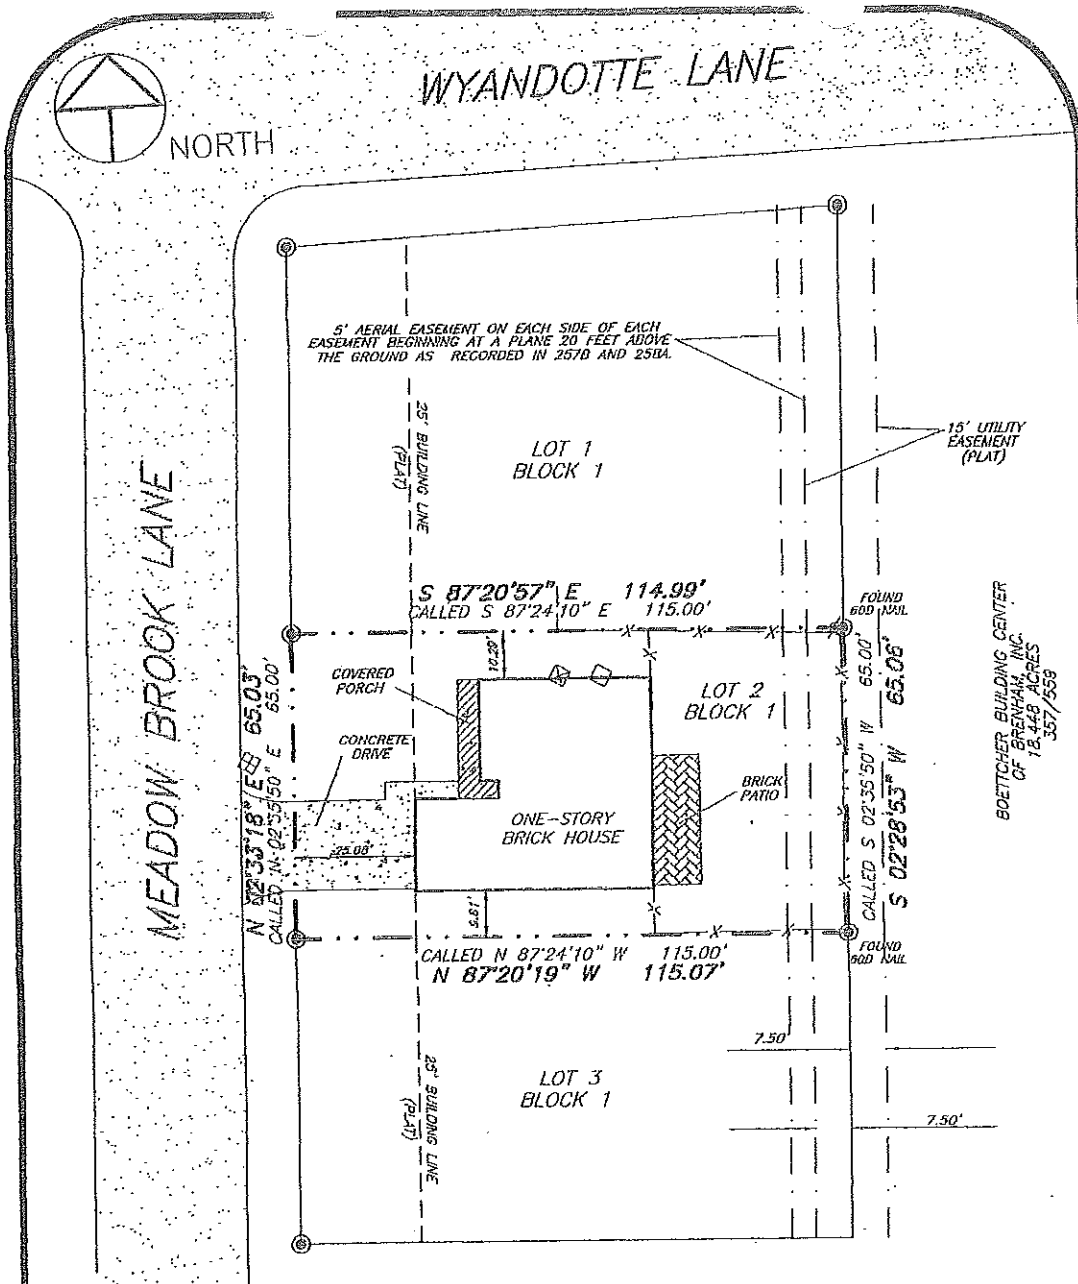 WYANDOTTE LANE
NORTH
5' AERIAL EASEMENT ON EACH SIDE OF EACH
EASEMENT BEGINNING AT A PLANE 20 FEET ABOVE
THE GROUND AS RECORDED IN 257B AND 258A.
25' BUILDING LINE
(PLAT)
LOT 1
BLOCK 1
15' UTILITY
EASEMENT
(PLAT)
MEADOW BROOK LANE
S 87°20'57" E 114.99'
CALLED S 87°24'10" E 115.00'
FOUND
60D NAIL
10.29'
COVERED
PORCH
LOT 2
BLOCK 1
CONCRETE
DRIVE
N 02°33'18" E 65.03'
CALLED N 02°35'50" E 65.00'
BRICK
PATIO
ONE-STORY
BRICK HOUSE
25.08'
CALLED S 02°35'50" W 65.00'
S 02°28'53" W 65.06'
BOETTCHER BUILDING CENTER
OF BRENHAM, INC.
18.448 ACRES
357/559
CALLED N 87°24'10" W 115.00'
N 87°20'19" W 115.07'
FOUND
60D NAIL
7.50'
25' BUILDING LINE
(PLAT)
LOT 3
BLOCK 1
7.50'